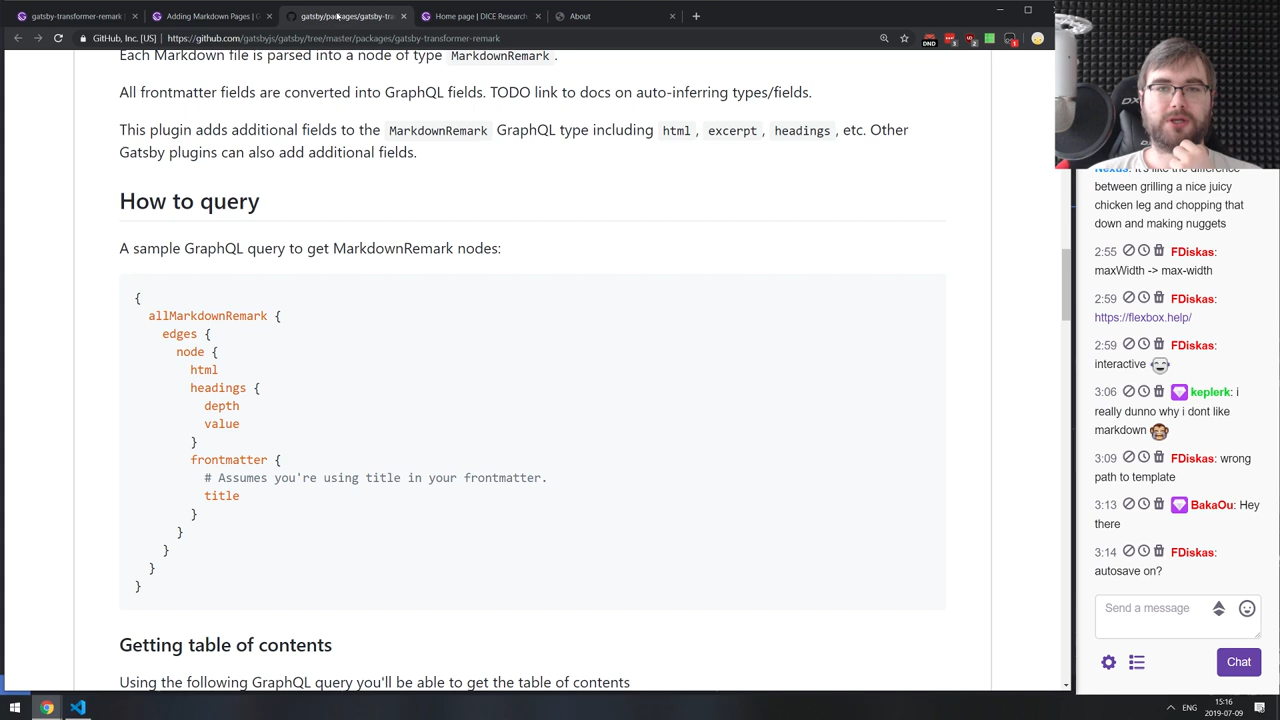 gatsby-transformer-remark |
Adding Markdown Pages | G
gatsby/packages/gatsby-tra
Home page | DICE Research
About
GitHub, Inc. [US]
https://github.com/gatsbyjs/gatsby/tree/master/packages/gatsby-transformer-remark
DND
Each Markdown file is parsed into a node of type MarkdownRemark .
All frontmatter fields are converted into GraphQL fields. TODO link to docs on auto-inferring types/fields.
This plugin adds additional fields to the MarkdownRemark GraphQL type including html , excerpt , headings , etc. Other
Gatsby plugins can also add additional fields.
How to query
A sample GraphQL query to get MarkdownRemark nodes:
{
allMarkdownRemark {
edges {
node {
html
headings {
depth
value
}
frontmatter {
# Assumes you're using title in your frontmatter.
title
}
}
}
}
}
Getting table of contents
Using the following GraphQL query you'll be able to get the table of contents
Nexus: It's like the difference
between grilling a nice juicy
chicken leg and chopping that
down and making nuggets
2:55 FDiskas:
maxWidth -> max-width
2:59 FDiskas:
https://flexbox.help/
2:59 FDiskas:
interactive
3:06 keplerk: i
really dunno why i dont like
markdown
3:09 FDiskas: wrong
path to template
3:13 BakaOu: Hey
there
3:14 FDiskas:
autosave on?
Send a message
Chat
ENG
15:16
2019-07-09